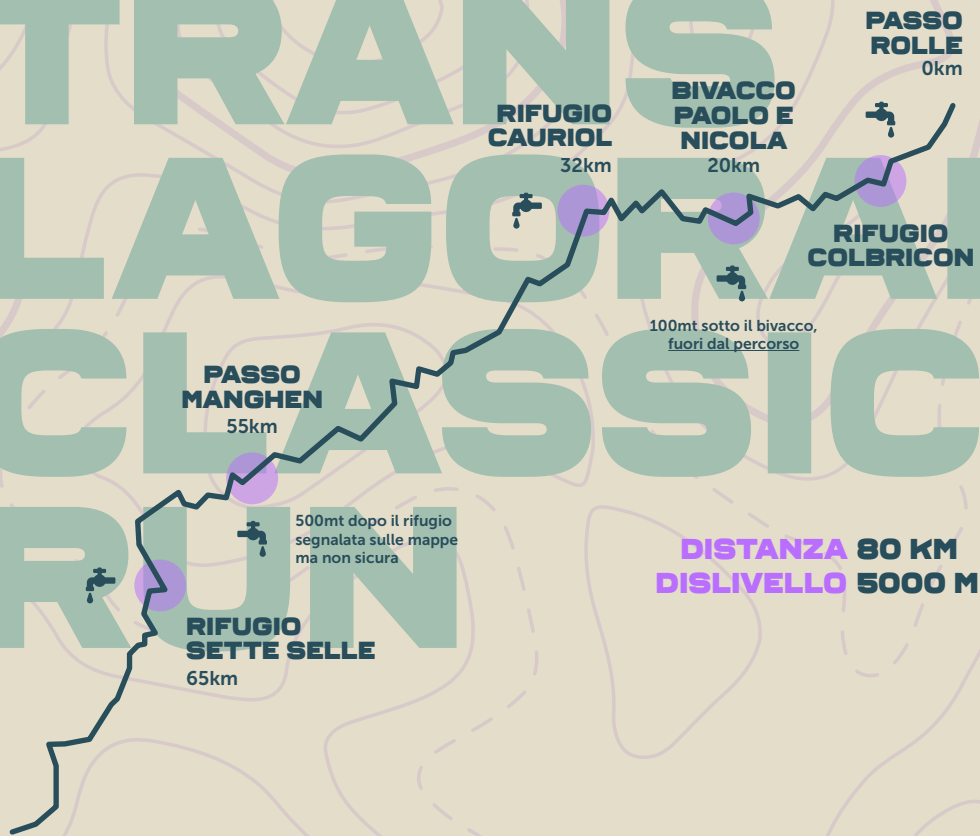 TRANS
LAGORAI
CLASSIC
RUN
PASSO
ROLLE
0km
BIVACCO
PAOLO E
NICOLA
20km
RIFUGIO
CAURIOL
32km
RIFUGIO
COLBRICON
100mt sotto il bivacco,
fuori dal percorso
PASSO
MANGHEN
55km
500mt dopo il rifugio
segnalata sulle mappe
ma non sicura
DISTANZA 80 KM
DISLIVELLO 5000 M
RIFUGIO
SETTE SELLE
65km